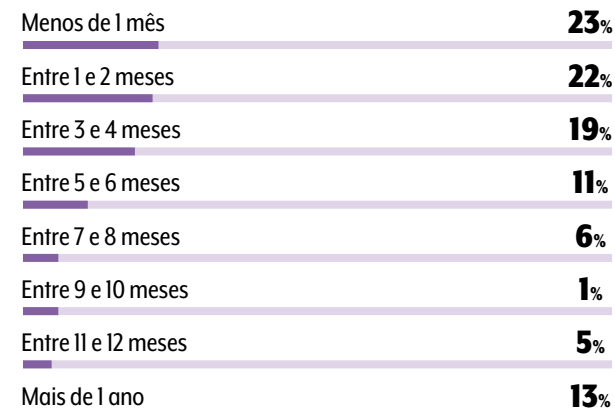 Menos de 1 mês 23%
Entre 1 e 2 meses 22%
Entre 3 e 4 meses 19%
Entre 5 e 6 meses 11%
Entre 7 e 8 meses 6%
Entre 9 e 10 meses 1%
Entre 11 e 12 meses 5%
Mais de 1 ano 13%